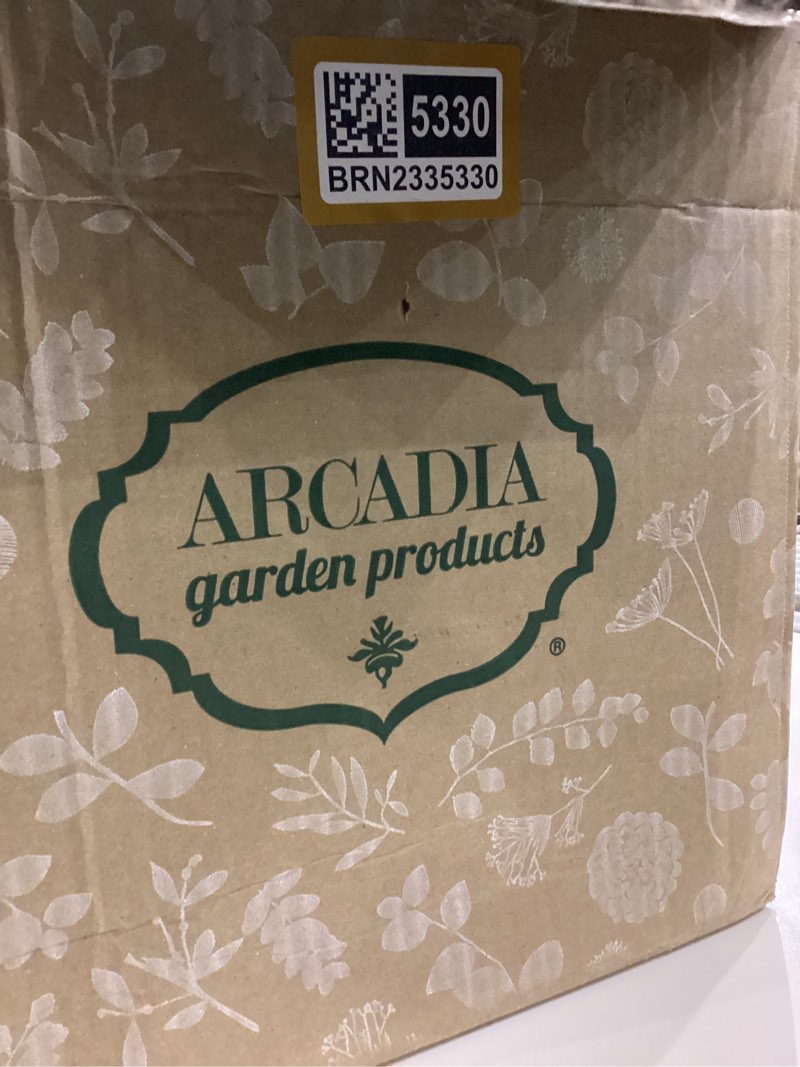 5330
BRN2335330
ARCADIA
garden products
®